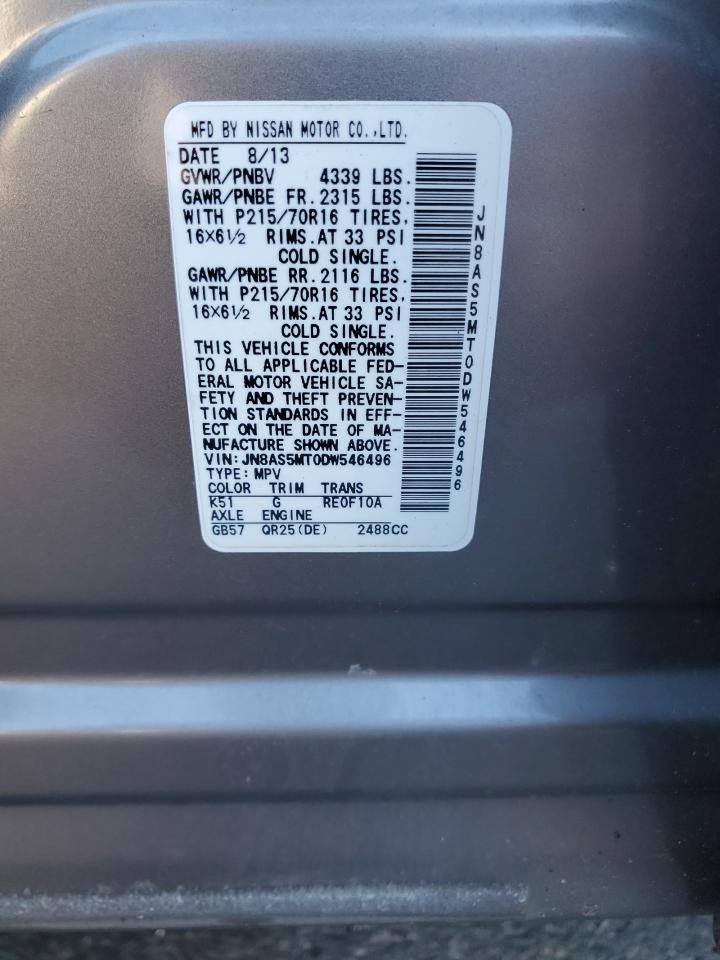 MFD BY NISSAN MOTOR CO.,LTD.
DATE 8/13
GVWR/PNBV 4339 LBS.
GAWR/PNBE FR.2315 LBS.
WITH P215/70R16 TIRES,
16X6½ RIMS.AT 33 PSI
COLD SINGLE.
GAWR/PNBE RR.2116 LBS.
WITH P215/70R16 TIRES,
16X6½ RIMS.AT 33 PSI
COLD SINGLE.
THIS VEHICLE CONFORMS
TO ALL APPLICABLE FED-
ERAL MOTOR VEHICLE SA-
FETY AND THEFT PREVEN-
TION STANDARDS IN EFF-
ECT ON THE DATE OF MA-
NUFACTURE SHOWN ABOVE.
VIN:JN8AS5MT0DW546496
TYPE:MPV
COLOR TRIM TRANS
K51 G RE0F10A
AXLE ENGINE
GB57 QR25(DE) 2488CC
JN8AS5MT0DW546496